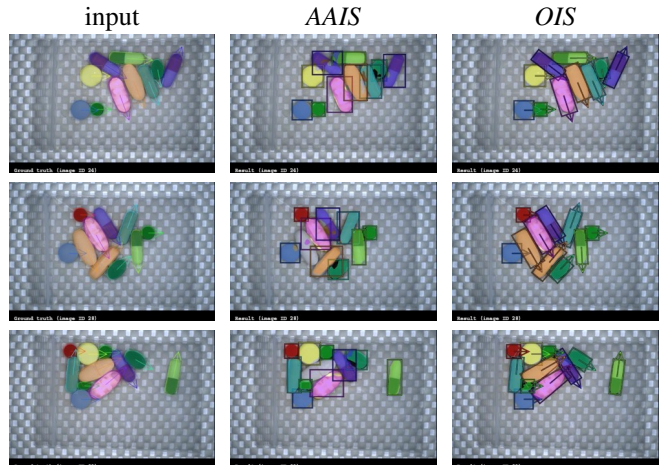 input AAIS OIS
Ground truth (image ID 24) Result (image ID 24) Result (image ID 24)
Ground truth (image ID 28) Result (image ID 28) Result (image ID 28)